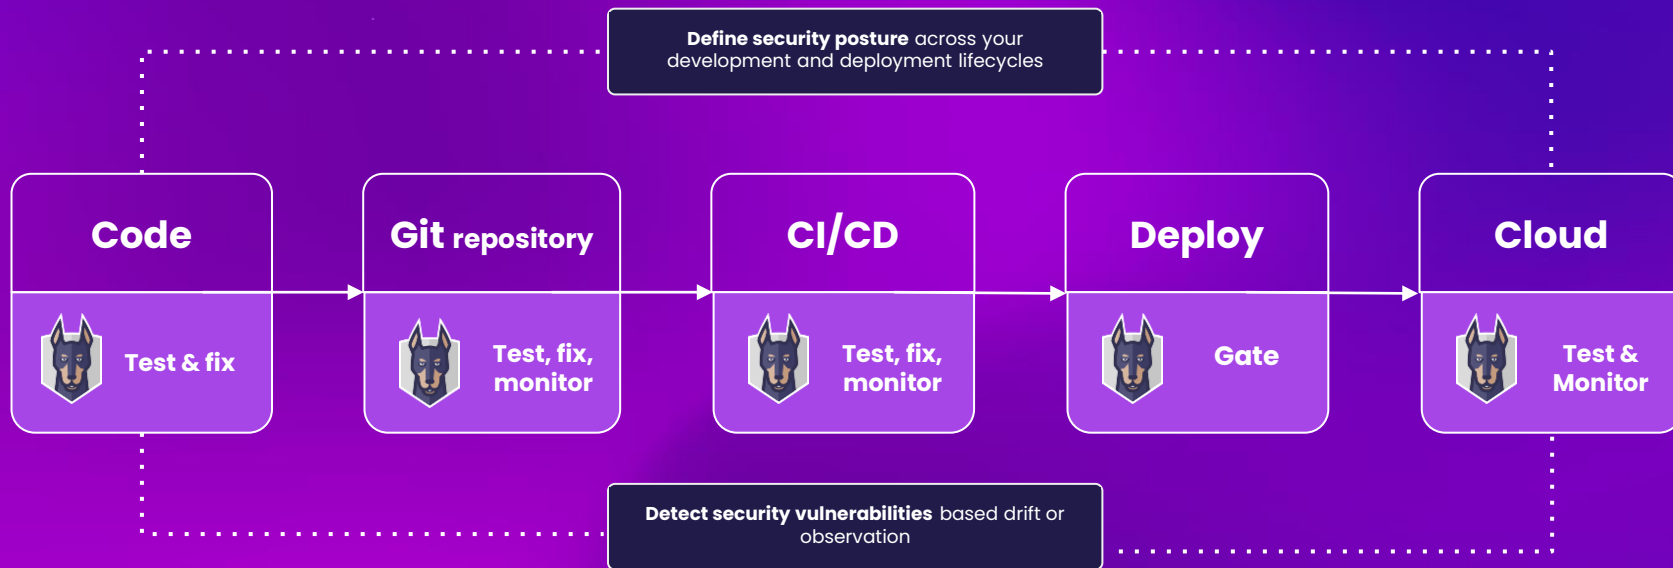 Define security posture across your
development and deployment lifecycles
Code
Git repository
CI/CD
Deploy
Cloud
Test & fix
Test, fix,
monitor
Test, fix,
monitor
Gate
Test &
Monitor
Detect security vulnerabilities based drift or
observation